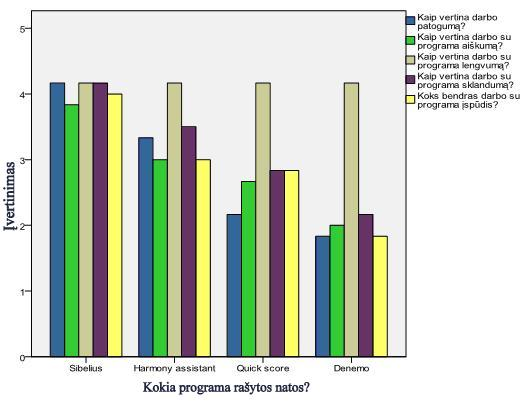 Įvertinimas
5
4
3
2
1
0
Sibelius
Harmony assistant
Quick score
Denemo
Kokia programa rašytos natos?
Kaip vertina darbo
patogumą?
Kaip vertina darbo su
programa aiškumą?
Kaip vertina darbo su
programa lengvumą?
Kaip vertina darbo su
programa sklandumą?
Koks bendras darbo su
programa įspūdis?